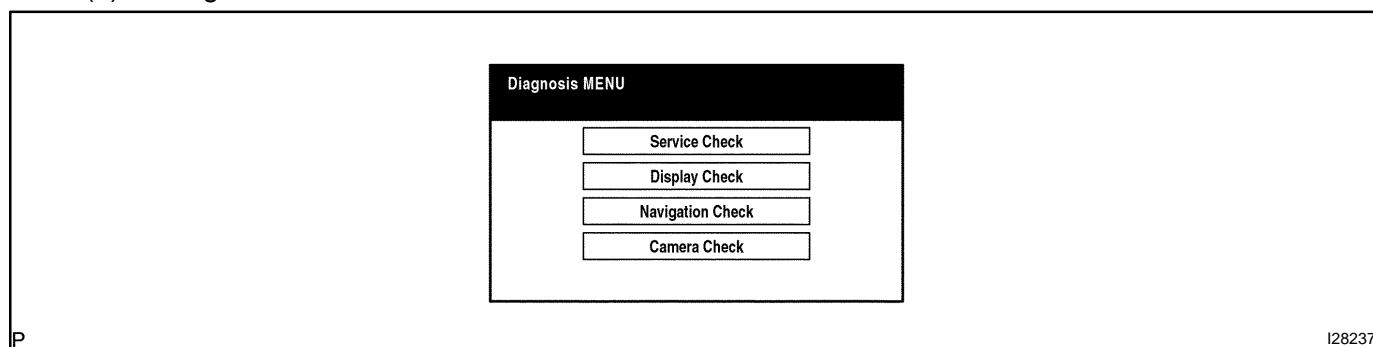 Diagnosis MENU
Service Check
Display Check
Navigation Check
Camera Check
P
I28237